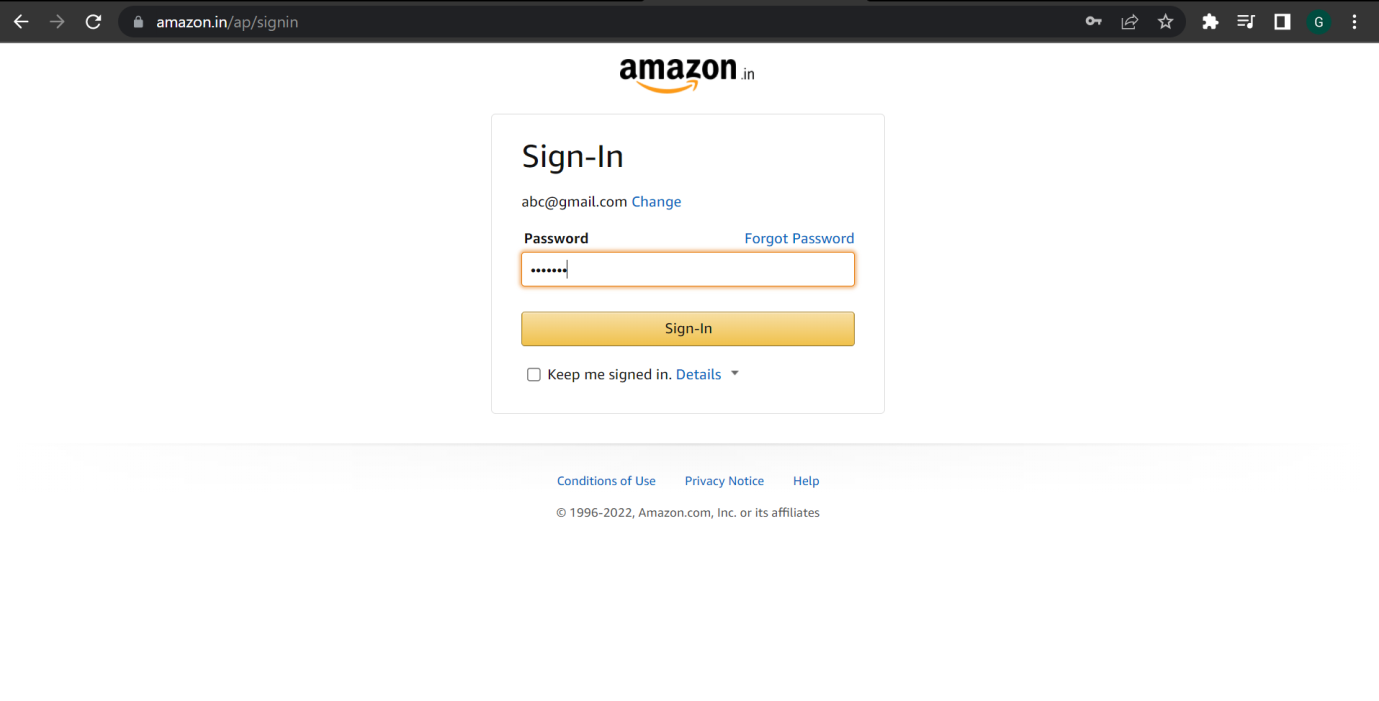 amazon.in/ap/signin
G
amazon.in
Sign-In
abc@gmail.com Change
Password Forgot Password
•••••••
Sign-In
Keep me signed in. Details
Conditions of Use Privacy Notice Help
© 1996-2022, Amazon.com, Inc. or its affiliates